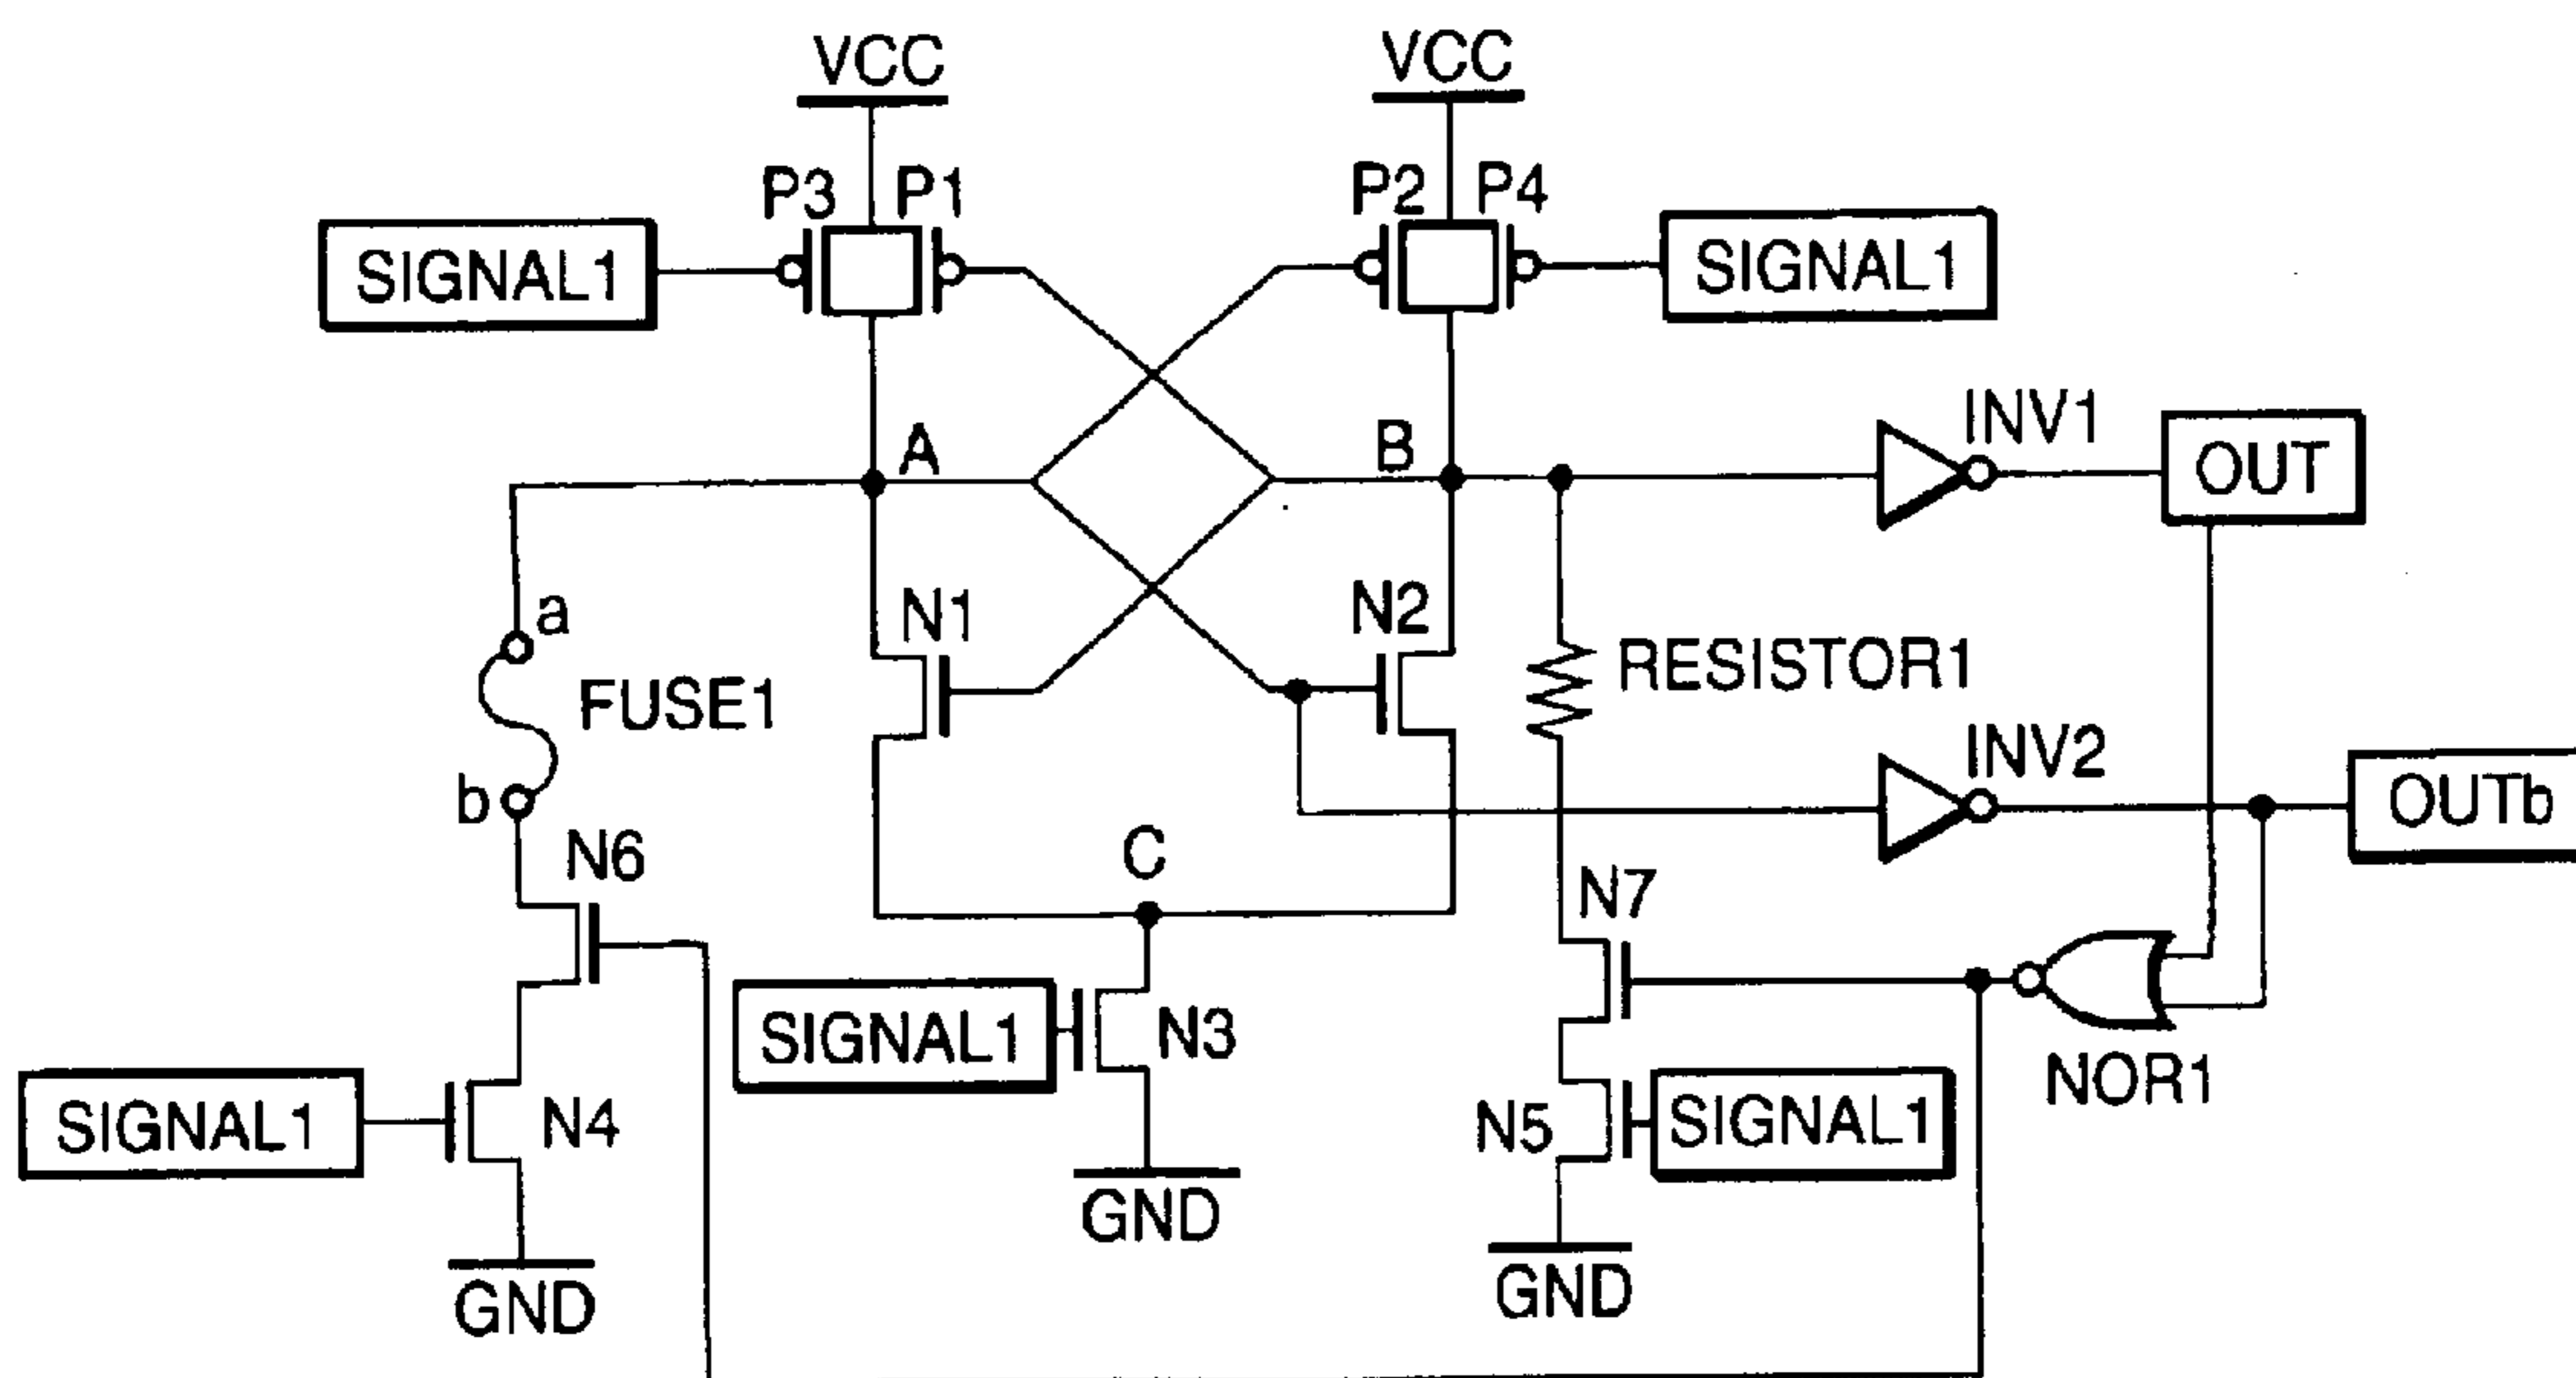 VCC
VCC
P3
P1
P2
P4
SIGNAL1
SIGNAL1
A
B
INV1
OUT
a
N1
N2
RESISTOR1
FUSE1
b
INV2
OUTb
N6
C
N7
SIGNAL1
N3
NOR1
SIGNAL1
N4
N5
SIGNAL1
GND
GND
GND